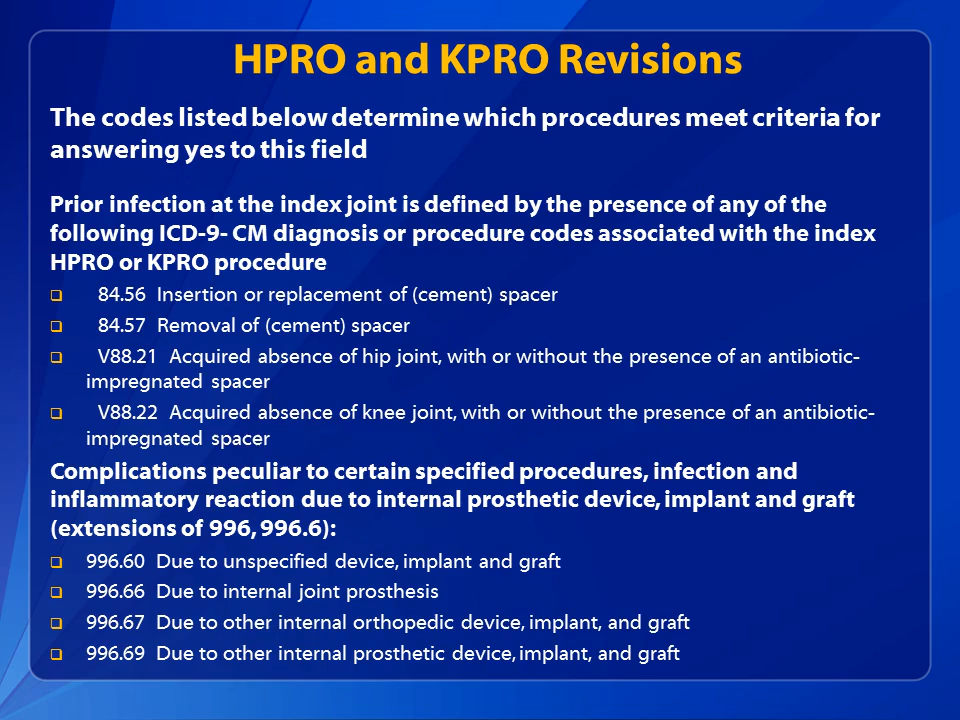 HPRO and KPRO Revisions
The codes listed below determine which procedures meet criteria for
answering yes to this field
Prior infection at the index joint is defined by the presence of any of the
following ICD-9- CM diagnosis or procedure codes associated with the index
HPRO or KPRO procedure
❑ 84.56 Insertion or replacement of (cement) spacer
❑ 84.57 Removal of (cement) spacer
❑ V88.21 Acquired absence of hip joint, with or without the presence of an antibiotic-
impregnated spacer
❑ V88.22 Acquired absence of knee joint, with or without the presence of an antibiotic-
impregnated spacer
Complications peculiar to certain specified procedures, infection and
inflammatory reaction due to internal prosthetic device, implant and graft
(extensions of 996, 996.6):
❑ 996.60 Due to unspecified device, implant and graft
❑ 996.66 Due to internal joint prosthesis
❑ 996.67 Due to other internal orthopedic device, implant, and graft
❑ 996.69 Due to other internal prosthetic device, implant, and graft